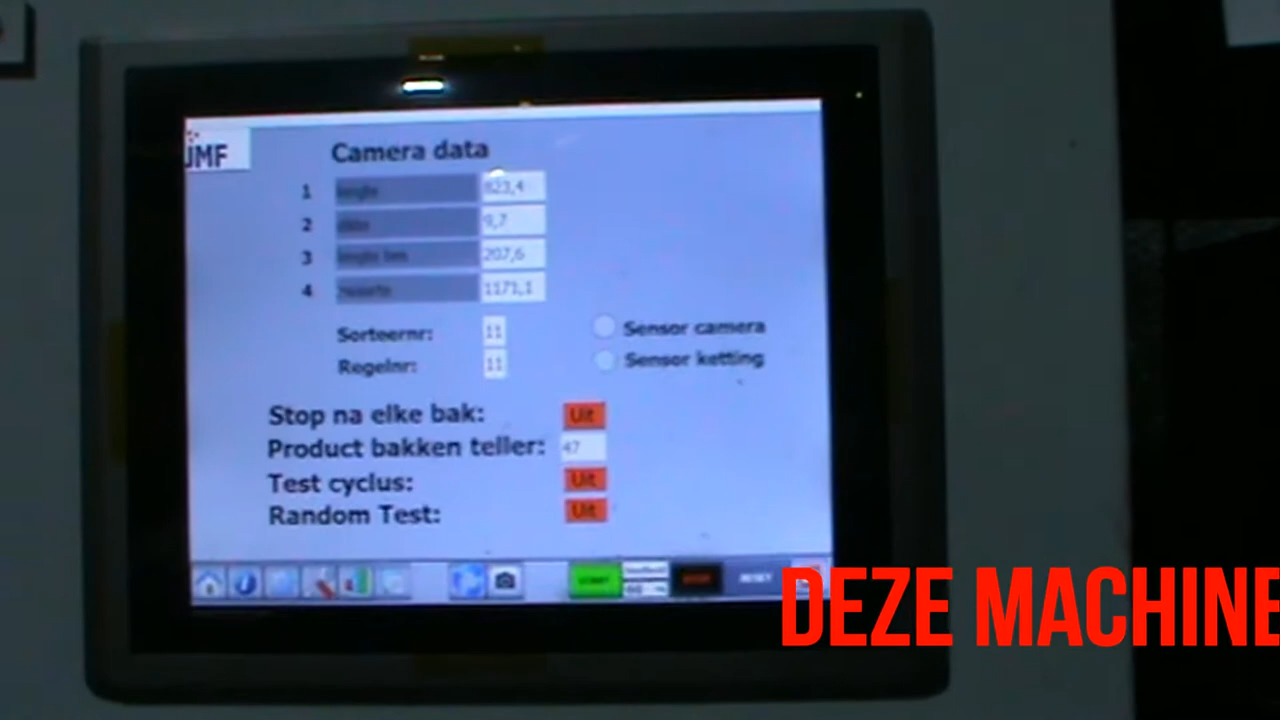 JMF
Camera data
1 lengte 823,4
2 9,7
3 207,6
4 1171,1
Sorteernr: 11
Sensor camera
Regelnr: 11
Sensor ketting
Stop na elke bak: Uit
Product bakken teller: 47
Test cyclus: Uit
Random Test: Uit
START RESET
DEZE MACHINE